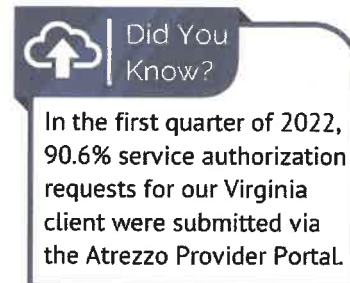 Did You
Know?
In the first quarter of 2022,
90.6% service authorization
requests for our Virginia
client were submitted via
the Atrezzo Provider Portal.